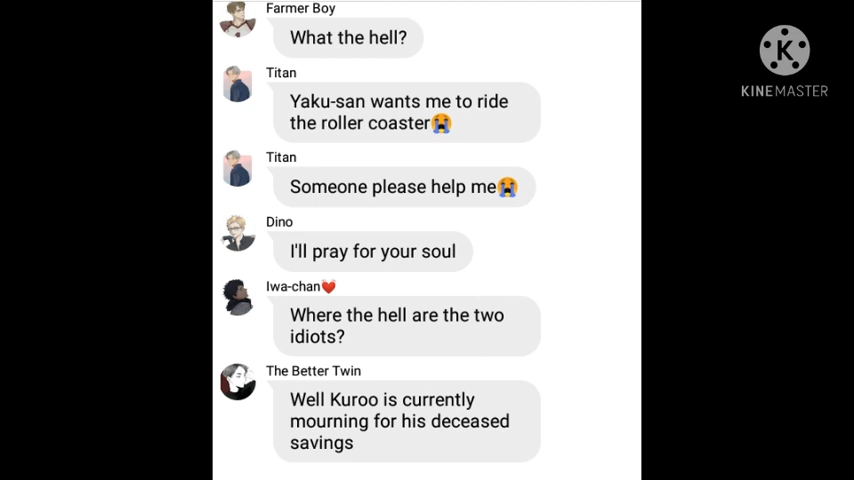 Farmer Boy
What the hell?
Titan
Yaku-san wants me to ride
the roller coaster😭
Titan
Someone please help me😭
Dino
I'll pray for your soul
Iwa-chan❤️
Where the hell are the two
idiots?
The Better Twin
Well Kuroo is currently
mourning for his deceased
savings
K
KINEMASTER